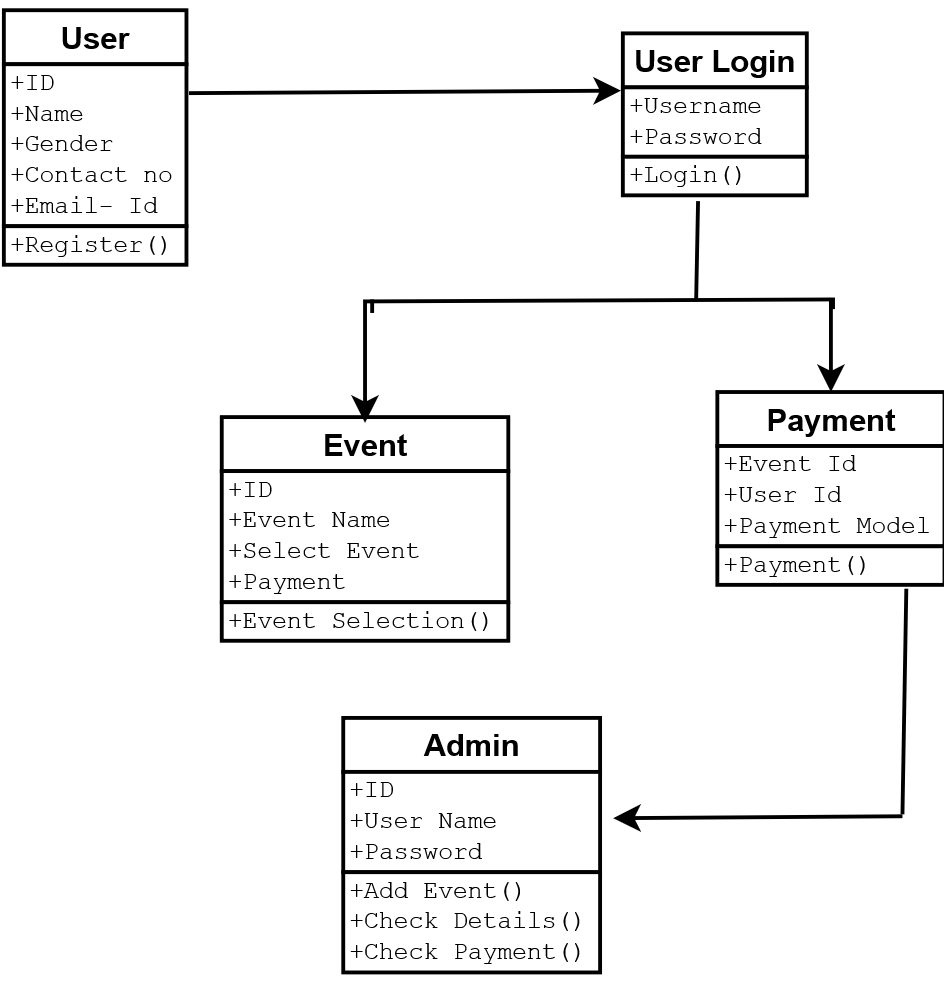 User
+ID
+Name
+Gender
+Contact no
+Email- Id
+Register()
User Login
+Username
+Password
+Login()
Event
+ID
+Event Name
+Select Event
+Payment
+Event Selection()
Payment
+Event Id
+User Id
+Payment Model
+Payment()
Admin
+ID
+User Name
+Password
+Add Event()
+Check Details()
+Check Payment()